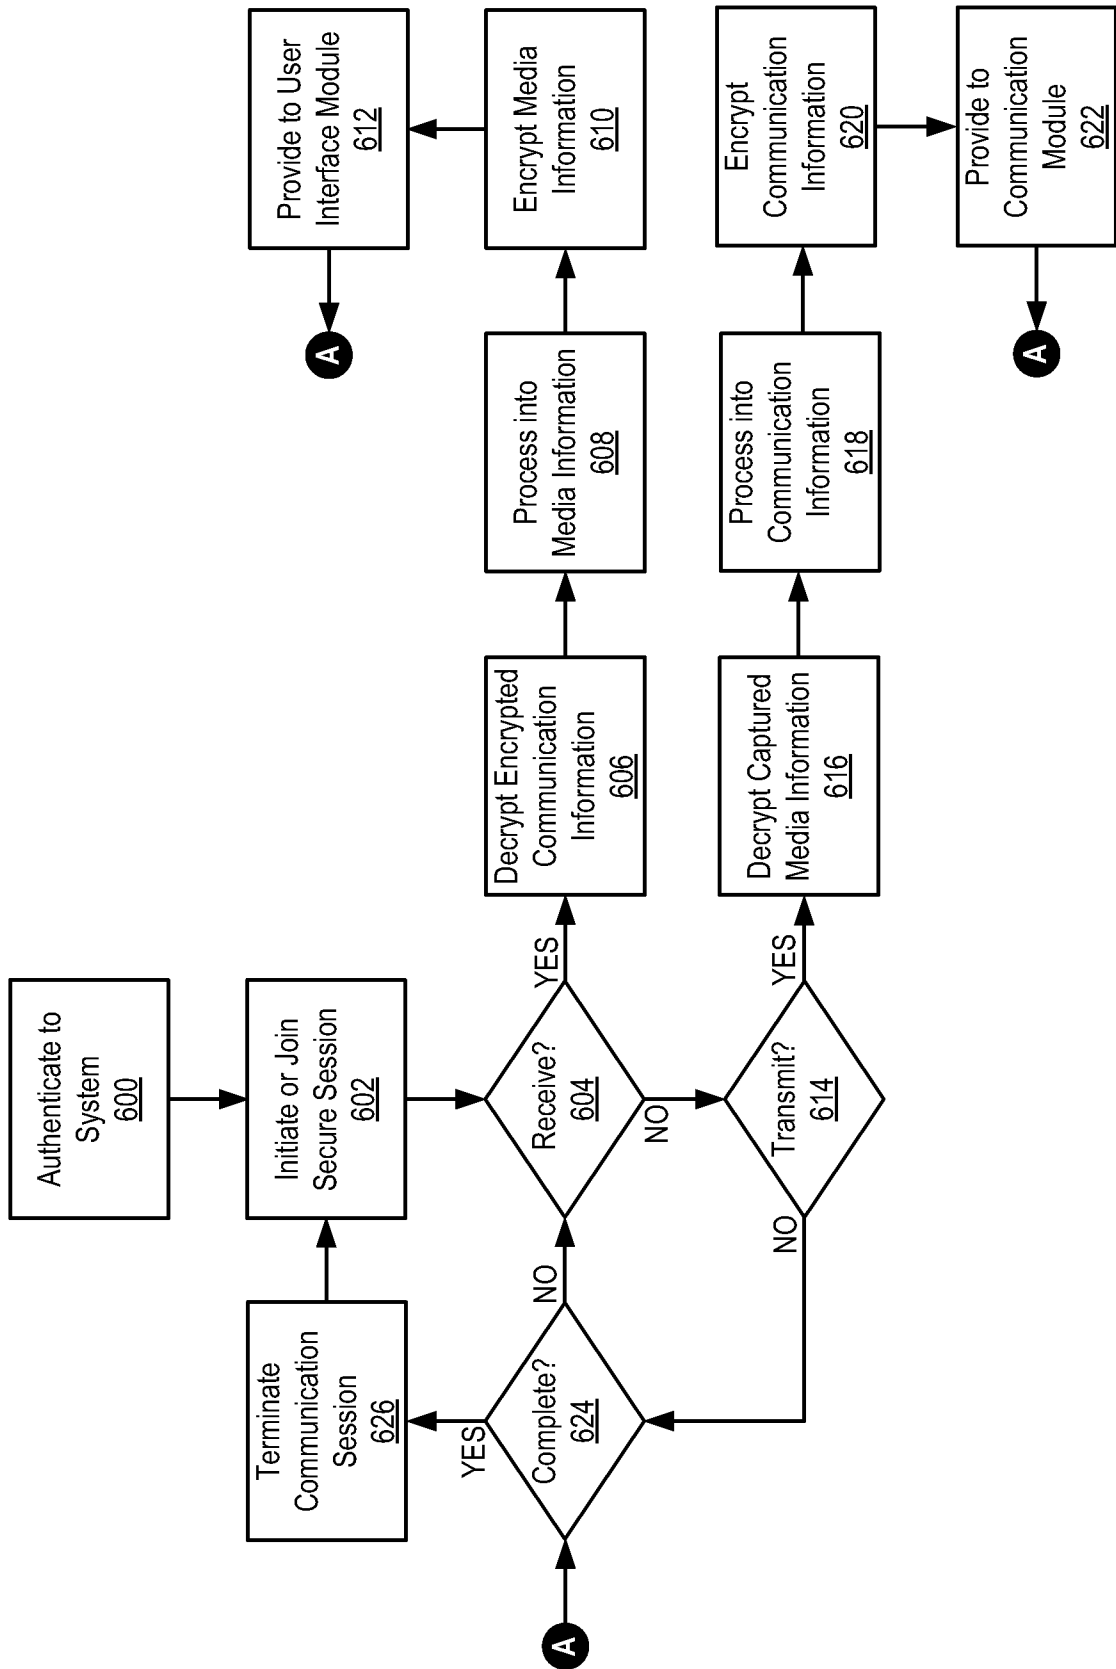 Authenticate to
System
600
Initiate or Join
Secure Session
602
Receive?
604
YES
NO
Decrypt Encrypted
Communication
Information
606
Process into
Media Information
608
Encrypt Media
Information
610
Provide to User
Interface Module
612
A
Transmit?
614
YES
NO
Decrypt Captured
Media Information
616
Process into
Communication
Information
618
Encrypt
Communication
Information
620
Provide to
Communication
Module
622
A
A
Complete?
624
NO
YES
Terminate
Communication
Session
626